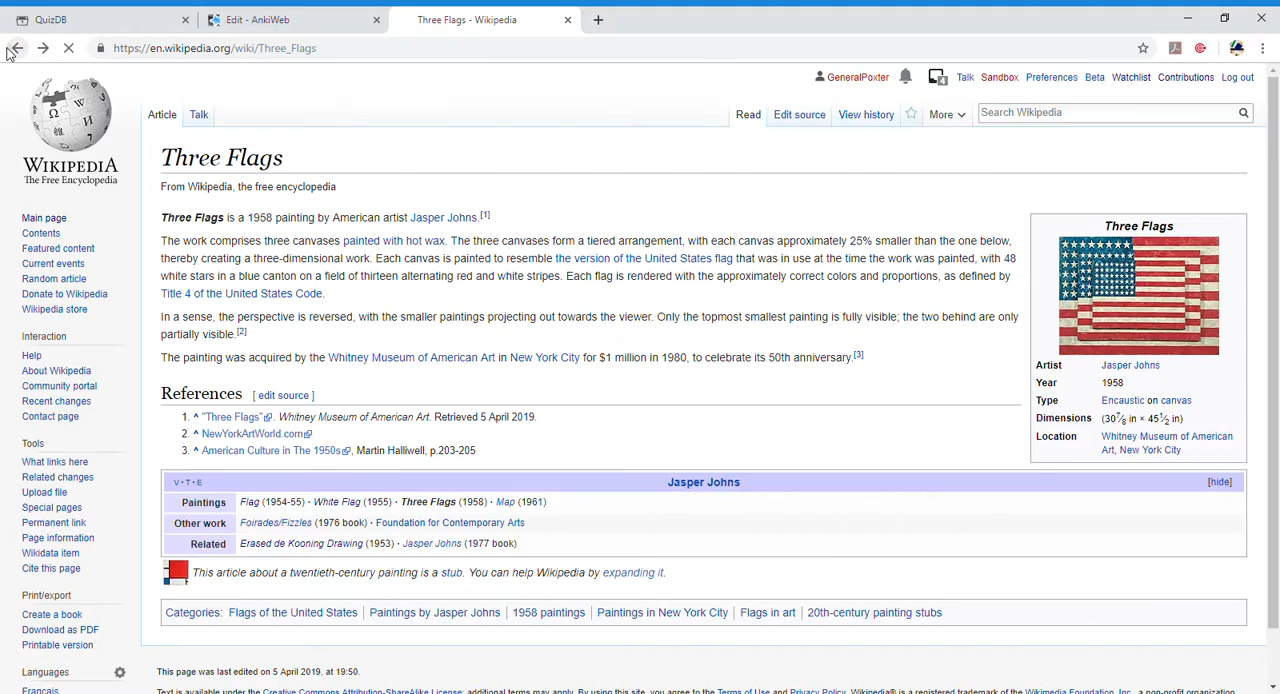 QuizDB
Edit - AnkiWeb
Three Flags - Wikipedia
https://en.wikipedia.org/wiki/Three_Flags
GeneralPoxter 4 Talk Sandbox Preferences Beta Watchlist Contributions Log out
Article Talk Read Edit source View history More Search Wikipedia
WIKIPEDIA
The Free Encyclopedia
Three Flags
From Wikipedia, the free encyclopedia
Three Flags is a 1958 painting by American artist Jasper Johns.[1]
The work comprises three canvases painted with hot wax. The three canvases form a tiered arrangement, with each canvas approximately 25% smaller than the one below,
thereby creating a three-dimensional work. Each canvas is painted to resemble the version of the United States flag that was in use at the time the work was painted, with 48
white stars in a blue canton on a field of thirteen alternating red and white stripes. Each flag is rendered with the approximately correct colors and proportions, as defined by
Title 4 of the United States Code.
In a sense, the perspective is reversed, with the smaller paintings projecting out towards the viewer. Only the topmost smallest painting is fully visible; the two behind are only
partially visible.[2]
The painting was acquired by the Whitney Museum of American Art in New York City for $1 million in 1980, to celebrate its 50th anniversary.[3]
References [ edit source ]
1. ^ "Three Flags". Whitney Museum of American Art. Retrieved 5 April 2019.
2. ^ NewYorkArtWorld.com
3. ^ American Culture in The 1950s, Martin Halliwell, p.203-205
Three Flags
Artist Jasper Johns
Year 1958
Type Encaustic on canvas
Dimensions (30 7/8 in × 45 1/2 in)
Location Whitney Museum of American
Art, New York City
V · T · E Jasper Johns [hide]
Paintings Flag (1954-55) · White Flag (1955) · Three Flags (1958) · Map (1961)
Other work Foirades/Fizzles (1976 book) · Foundation for Contemporary Arts
Related Erased de Kooning Drawing (1953) · Jasper Johns (1977 book)
This article about a twentieth-century painting is a stub. You can help Wikipedia by expanding it.
Categories: Flags of the United States | Paintings by Jasper Johns | 1958 paintings | Paintings in New York City | Flags in art | 20th-century painting stubs
This page was last edited on 5 April 2019, at 19:50.
Text is available under the Creative Commons Attribution-ShareAlike License; additional terms may apply. By using this site, you agree to the Terms of Use and Privacy Policy. Wikipedia® is a registered trademark of the Wikimedia Foundation, Inc., a non-profit organization.
Main page
Contents
Featured content
Current events
Random article
Donate to Wikipedia
Wikipedia store
Interaction
Help
About Wikipedia
Community portal
Recent changes
Contact page
Tools
What links here
Related changes
Upload file
Special pages
Permanent link
Page information
Wikidata item
Cite this page
Print/export
Create a book
Download as PDF
Printable version
Languages
Français